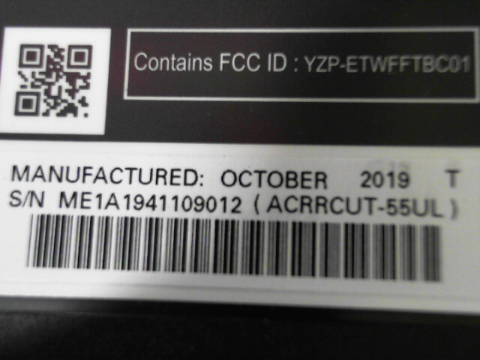 Contains FCC ID : YZP-ETWFFTBC01
MANUFACTURED: OCTOBER 2019 T
S/N ME1A1941109012 ( ACRRCUT-55UL )